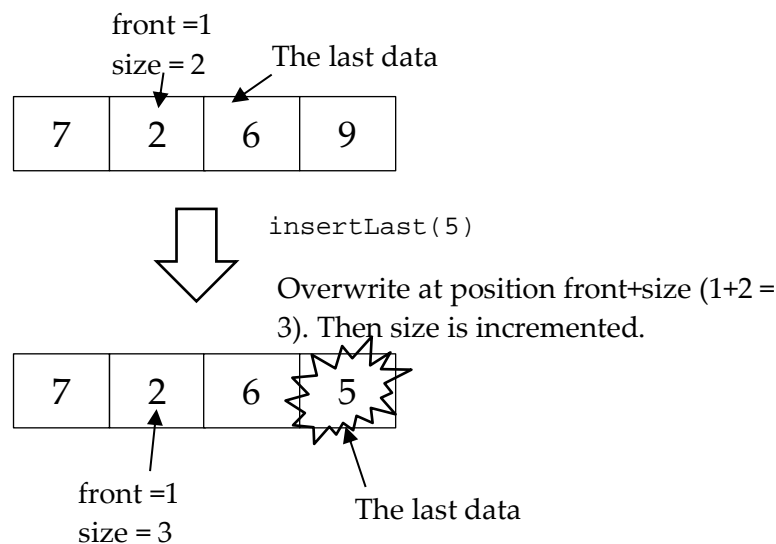 front =1
size = 2
The last data
7 2 6 9
insertLast(5)
Overwrite at position front+size (1+2 =
3). Then size is incremented.
7 2 6 5
front =1
size = 3
The last data